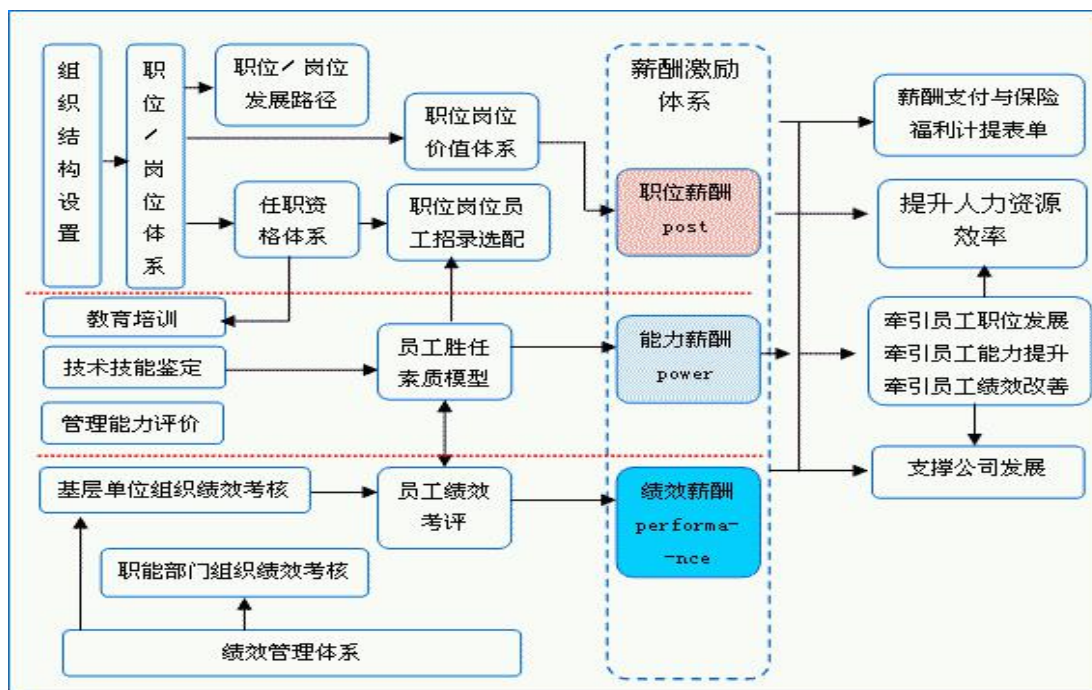 组织结构设置
职位／岗位体系
职位／岗位
发展路径
职位岗位
价值体系
任职资
格体系
职位岗位员
工招录选配
教育培训
技术技能鉴定
管理能力评价
员工胜任
素质模型
基层单位组织绩效考核
员工绩效
考评
职能部门组织绩效考核
绩效管理体系
薪酬激励
体系
职位薪酬
post
能力薪酬
power
绩效薪酬
performa-
-nce
薪酬支付与保险
福利计提表单
提升人力资源
效率
牵引员工职位发展
牵引员工能力提升
牵引员工绩效改善
支撑公司发展